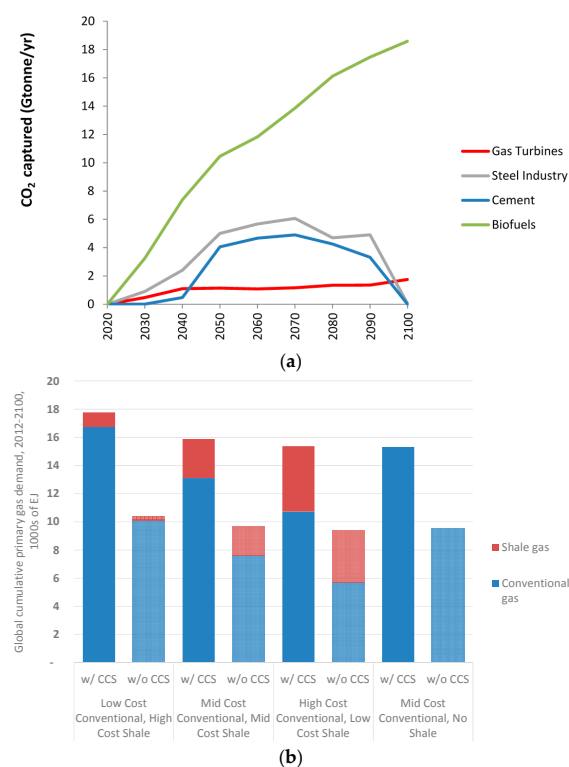 20
18
16
14
12
10
8
6
4
2
0
CO₂ captured (Gtonne/yr)
2020
2030
2040
2050
2060
2070
2080
2090
2100
Gas Turbines
Steel Industry
Cement
Biofuels
(a)
Global cumulative primary gas demand, 2012-2100,
1000s of EJ
20
18
16
14
12
10
8
6
4
2
-
Shale gas
Conventional
gas
w/ CCS w/o CCS w/ CCS w/o CCS w/ CCS w/o CCS w/ CCS w/o CCS
Low Cost
Conventional, High
Cost Shale
Mid Cost
Conventional, Mid
Cost Shale
High Cost
Conventional, Low
Cost Shale
Mid Cost
Conventional, No
Shale
(b)